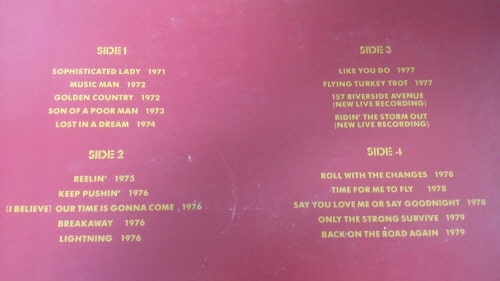 SIDE 1
SOPHISTICATED LADY 1971
MUSIC MAN 1972
GOLDEN COUNTRY 1972
SON OF A POOR MAN 1973
LOST IN A DREAM 1974
SIDE 2
REELIN' 1975
KEEP PUSHIN' 1976
(I BELIEVE) OUR TIME IS GONNA COME 1976
BREAKAWAY 1976
LIGHTNING 1976
SIDE 3
LIKE YOU DO 1977
FLYING TURKEY TROT 1977
157 RIVERSIDE AVENUE
(NEW LIVE RECORDING)
RIDIN' THE STORM OUT
(NEW LIVE RECORDING)
SIDE 4
ROLL WITH THE CHANGES 1978
TIME FOR ME TO FLY 1978
SAY YOU LOVE ME OR SAY GOODNIGHT 1978
ONLY THE STRONG SURVIVE 1979
BACK ON THE ROAD AGAIN 1979